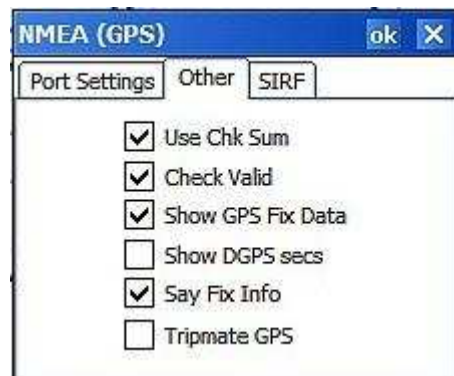 NMEA (GPS) ok
Port Settings Other SIRF
Use Chk Sum
Check Valid
Show GPS Fix Data
Show DGPS secs
Say Fix Info
Tripmate GPS